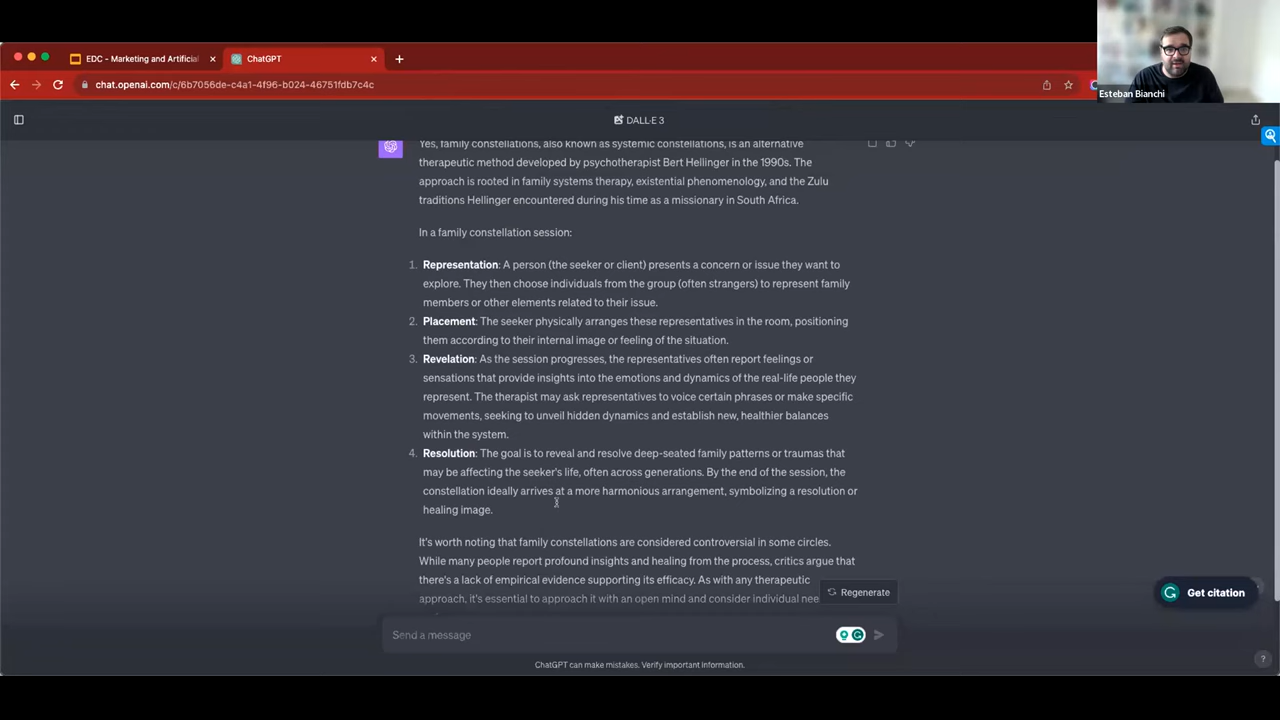 EDC - Marketing and Artificial
ChatGPT
Esteban Bianchi
chat.openai.com/c/6b7056de-c4a1-4f96-b024-46751fdb7c4c
DALL·E 3
Yes, family constellations, also known as systemic constellations, is an alternative
therapeutic method developed by psychotherapist Bert Hellinger in the 1990s. The
approach is rooted in family systems therapy, existential phenomenology, and the Zulu
traditions Hellinger encountered during his time as a missionary in South Africa.
In a family constellation session:
1. Representation: A person (the seeker or client) presents a concern or issue they want to
explore. They then choose individuals from the group (often strangers) to represent family
members or other elements related to their issue.
2. Placement: The seeker physically arranges these representatives in the room, positioning
them according to their internal image or feeling of the situation.
3. Revelation: As the session progresses, the representatives often report feelings or
sensations that provide insights into the emotions and dynamics of the real-life people they
represent. The therapist may ask representatives to voice certain phrases or make specific
movements, seeking to unveil hidden dynamics and establish new, healthier balances
within the system.
4. Resolution: The goal is to reveal and resolve deep-seated family patterns or traumas that
may be affecting the seeker's life, often across generations. By the end of the session, the
constellation ideally arrives at a more harmonious arrangement, symbolizing a resolution or
healing image.
It's worth noting that family constellations are considered controversial in some circles.
While many people report profound insights and healing from the process, critics argue that
there's a lack of empirical evidence supporting its efficacy. As with any therapeutic
approach, it's essential to approach it with an open mind and consider individual nee
Regenerate
Get citation
Send a message
ChatGPT can make mistakes. Verify important information.
?